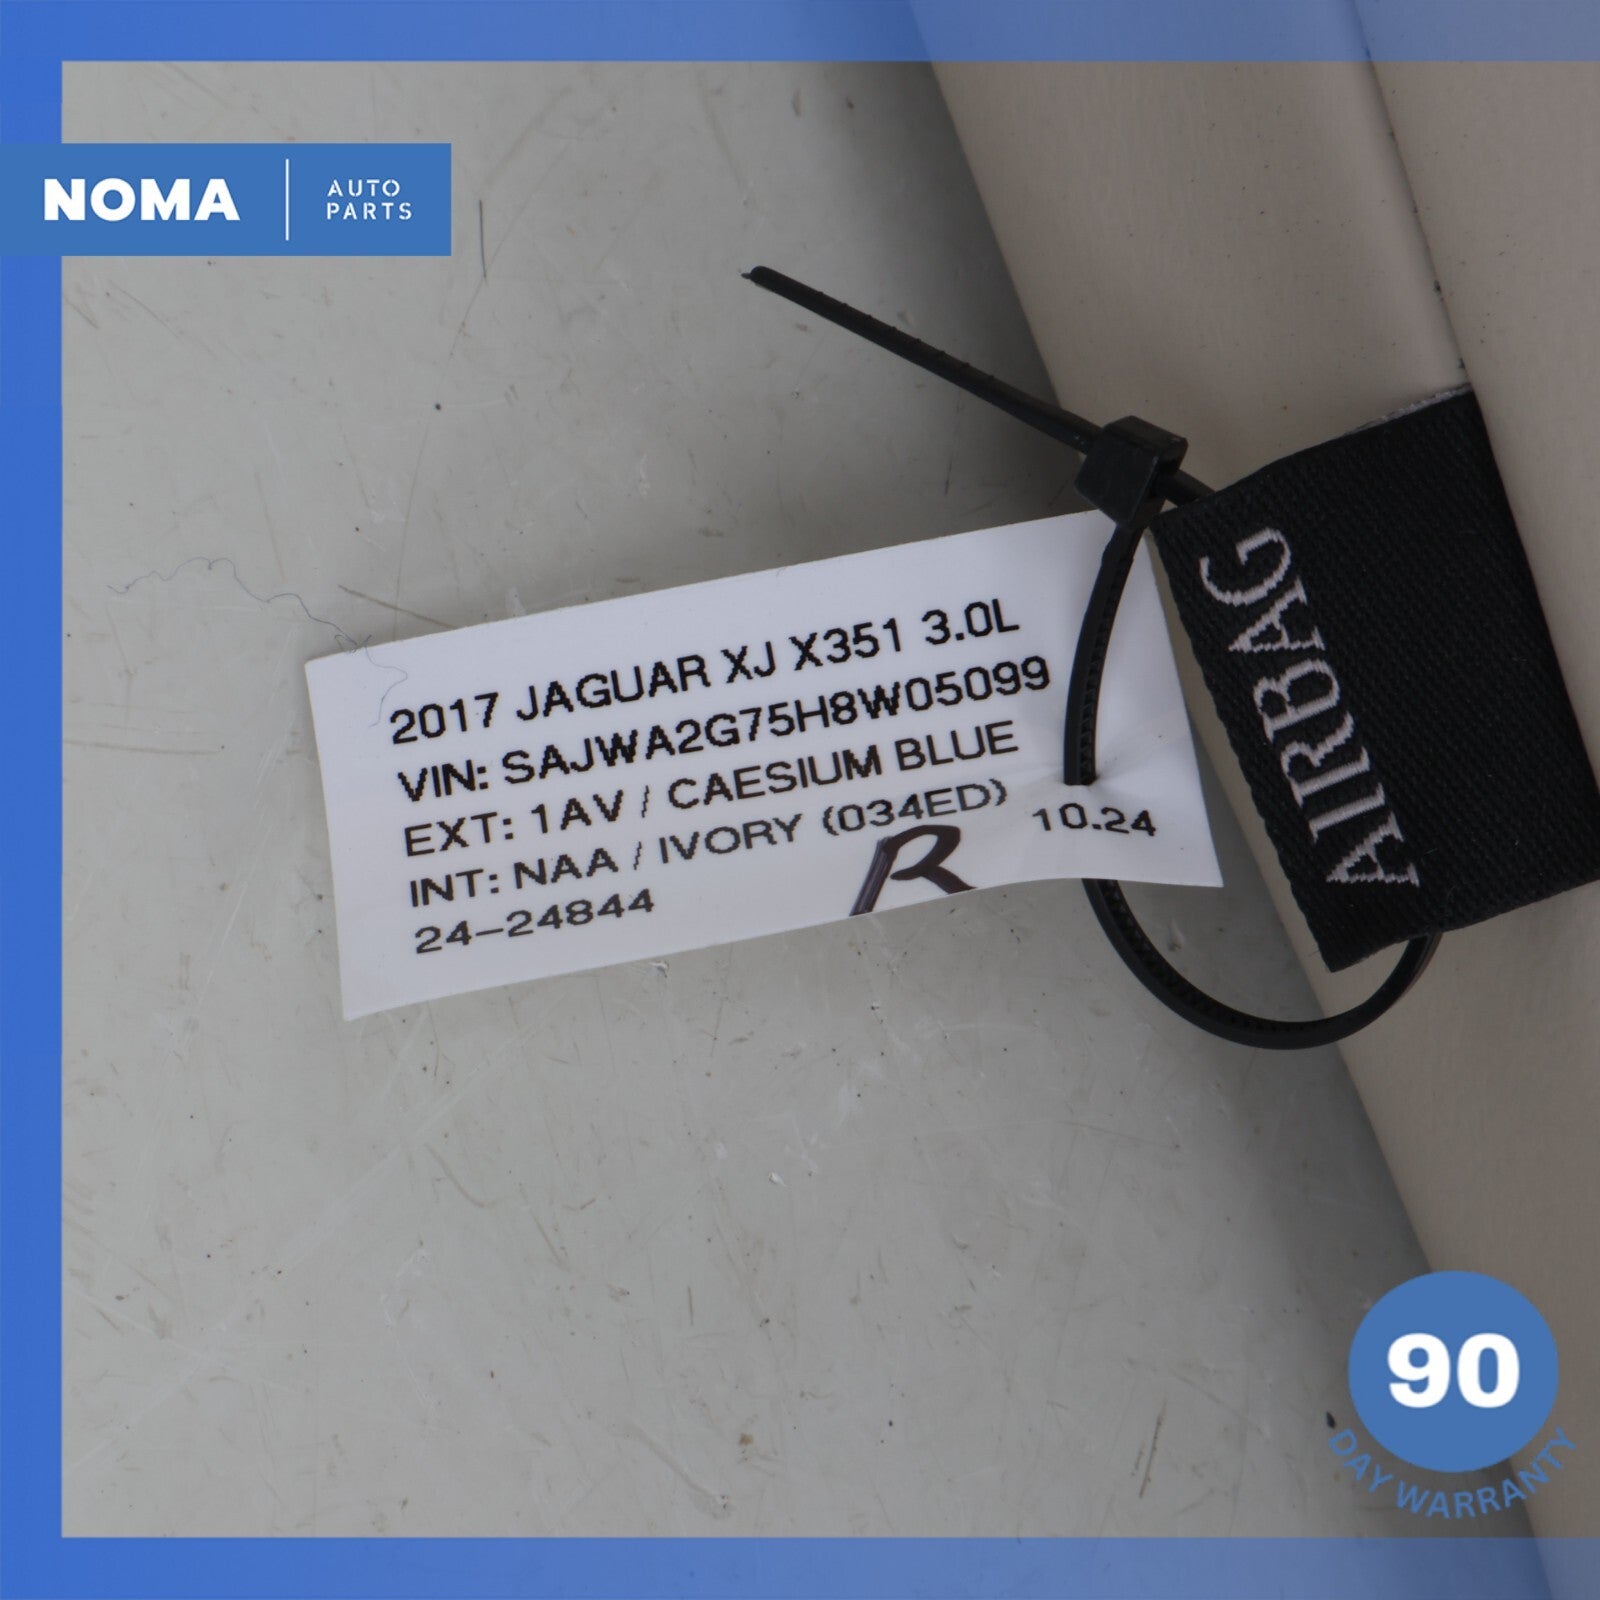 NOMA
AUTO
PARTS
2017 JAGUAR XJ X351 3.0L
VIN: SAJWA2G75H8W05099
EXT: 1AV / CAESIUM BLUE
INT: NAA / IVORY (034ED) 10.24
24-24844
R
AIRBAG
90
DAY WARRANTY